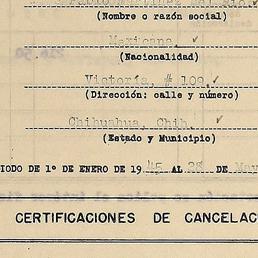 (Nombre o razón social)
Mexicana
(Nacionalidad)
Victoria, # 109
(Dirección: calle y número)
Chihuahua, Chih.
(Estado y Municipio)
IODO DE 1º DE ENERO DE 19 45 AL 28 DE
CERTIFICACIONES DE CANCELAC